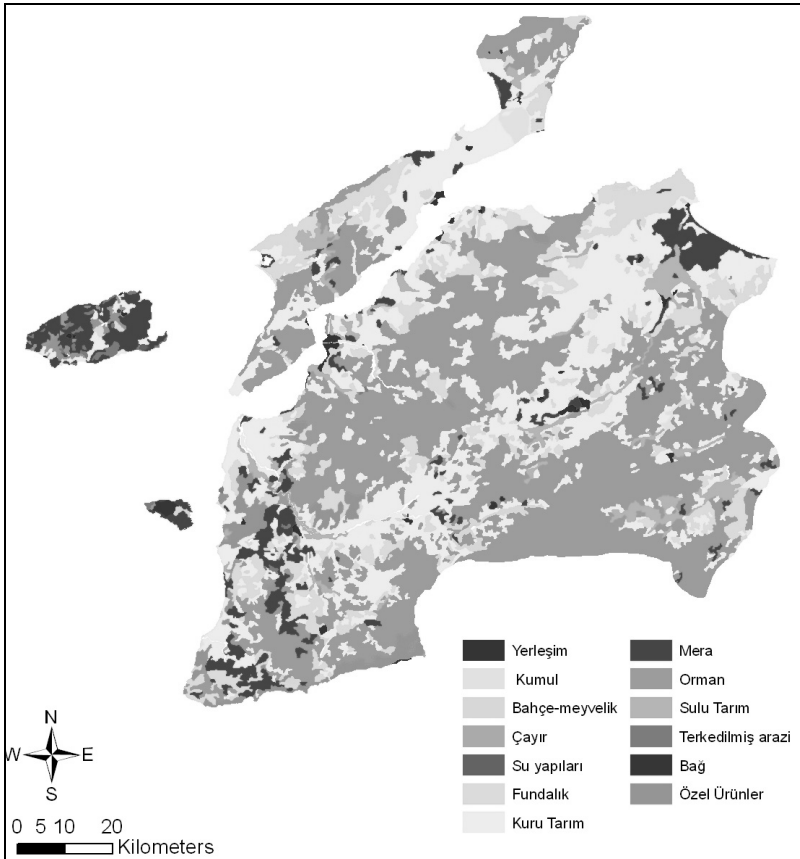 Yerleşim
Kumul
Bahçe-meyvelik
Çayır
Su yapıları
Fundalık
Kuru Tarım
Mera
Orman
Sulu Tarım
Terkedilmiş arazi
Bağ
Özel Ürünler
N
W E
S
0 5 10 20
Kilometers